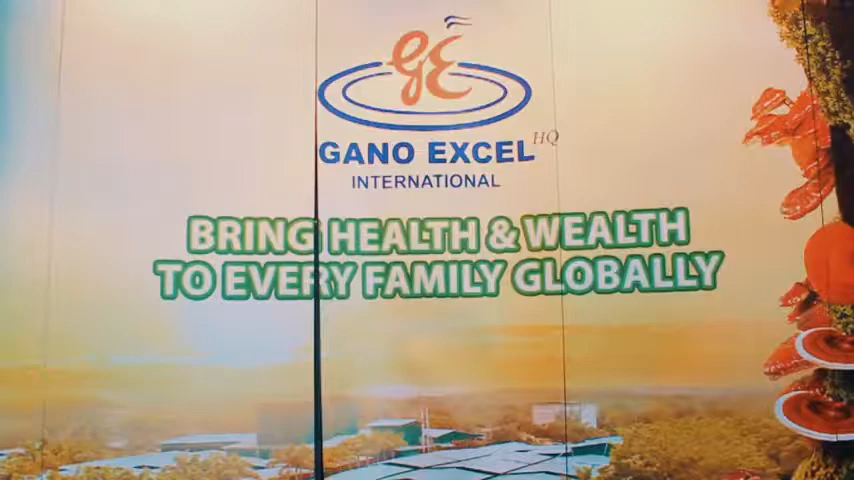 GE
GANO EXCEL HQ
INTERNATIONAL
BRING HEALTH & WEALTH
TO EVERY FAMILY GLOBALLY